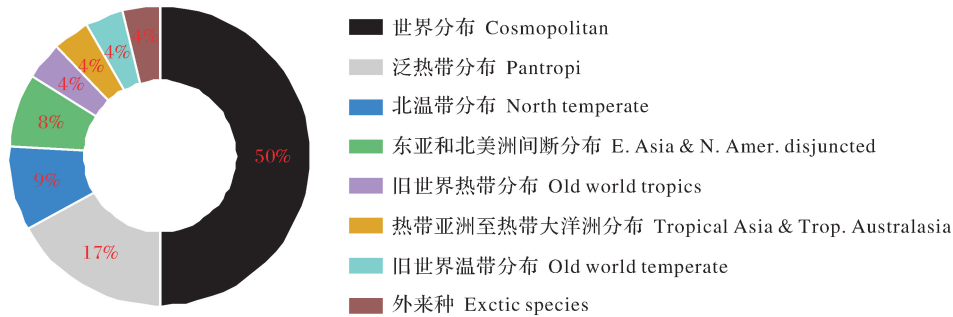 50%
17%
9%
8%
4%
4%
4%
4%
世界分布 Cosmopolitan
泛热带分布 Pantropi
北温带分布 North temperate
东亚和北美洲间断分布 E. Asia & N. Amer. disjuncted
旧世界热带分布 Old world tropics
热带亚洲至热带大洋洲分布 Tropical Asia & Trop. Australasia
旧世界温带分布 Old world temperate
外来种 Exctic species